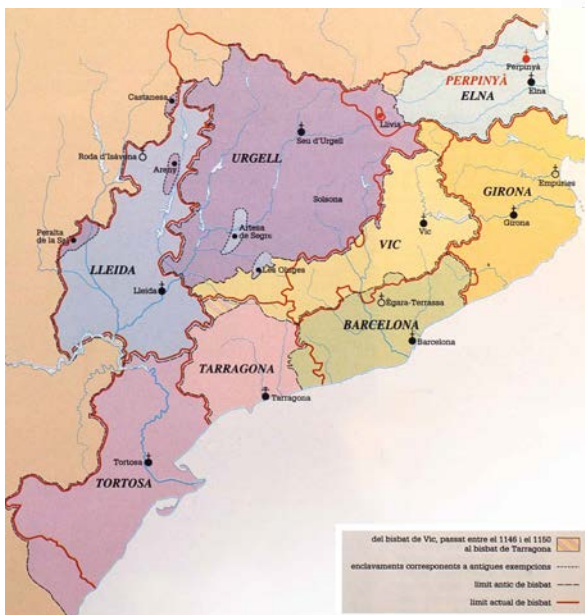 Perpinyà
PERPINYÀ
ELNA
Elna
Castanesa
Llívia
Seu d'Urgell
Roda d'Isàvena
Areny
URGELL
GIRONA
Empúries
Solsona
Artesa
de Segre
Peralta
de la Sal
VIC
Vic
Girona
LLEIDA
Les Oluges
Lleida
Egara-Terrassa
BARCELONA
Barcelona
TARRAGONA
Tarragona
Tortosa
TORTOSA
del bisbat de Vic, passat entre el 1146 i el 1150
al bisbat de Tarragona
enclavaments corresponents a antigues exempcions
límit antic de bisbat
límit actual de bisbat